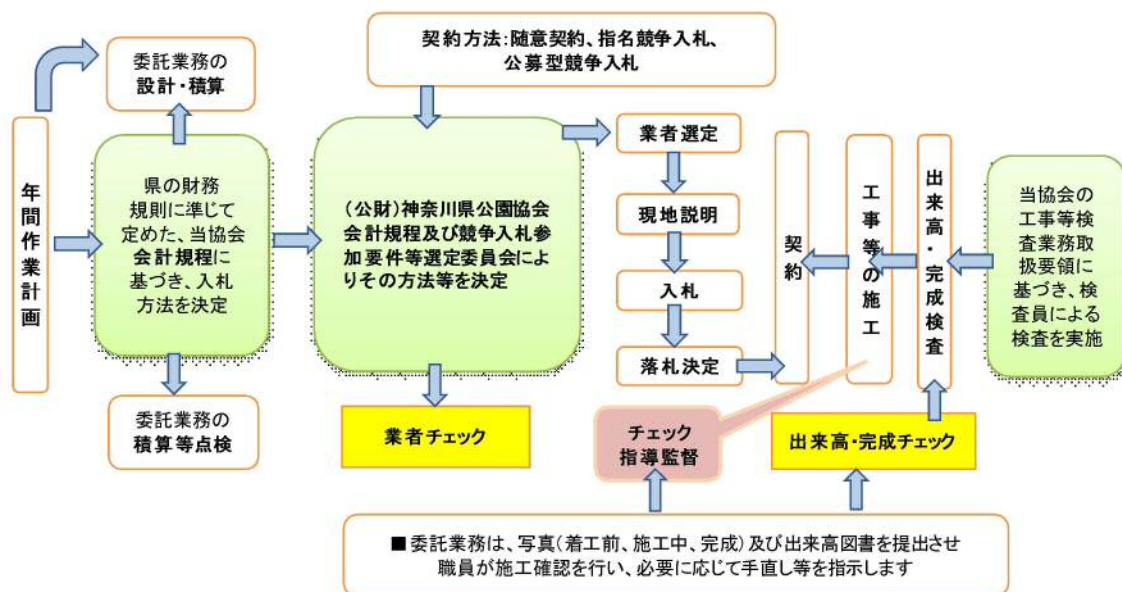 契約方法:随意契約、指名競争入札、
公募型競争入札
委託業務の
設計・積算
年間作業計画
県の財務
規則に準じて
定めた、当協会
会計規程に
基づき、入札
方法を決定
委託業務の
積算等点検
(公財)神奈川県公園協会
会計規程及び競争入札参
加要件等選定委員会によ
りその方法等を決定
業者チェック
業者選定
現地説明
入札
落札決定
契約
工事等の施工
出来高・完成検査
当協会の
工事等検
査業務取
扱要領に
基づき、検
査員による
検査を実施
チェック
指導監督
出来高・完成チェック
■委託業務は、写真(着工前、施工中、完成)及び出来高図書を提出させ
職員が施工確認を行い、必要に応じて手直し等を指示します